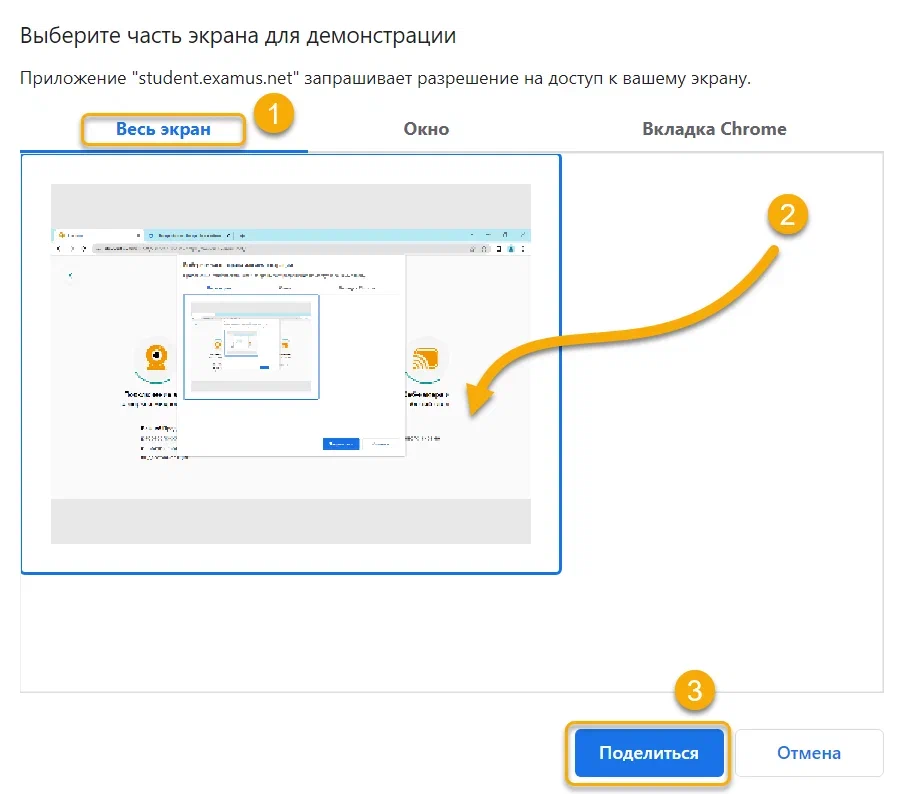 Выберите часть экрана для демонстрации
Приложение "student.examus.net" запрашивает разрешение на доступ к вашему экрану.
Весь экран
1
Окно
Вкладка Chrome
2
3
Поделиться
Отмена